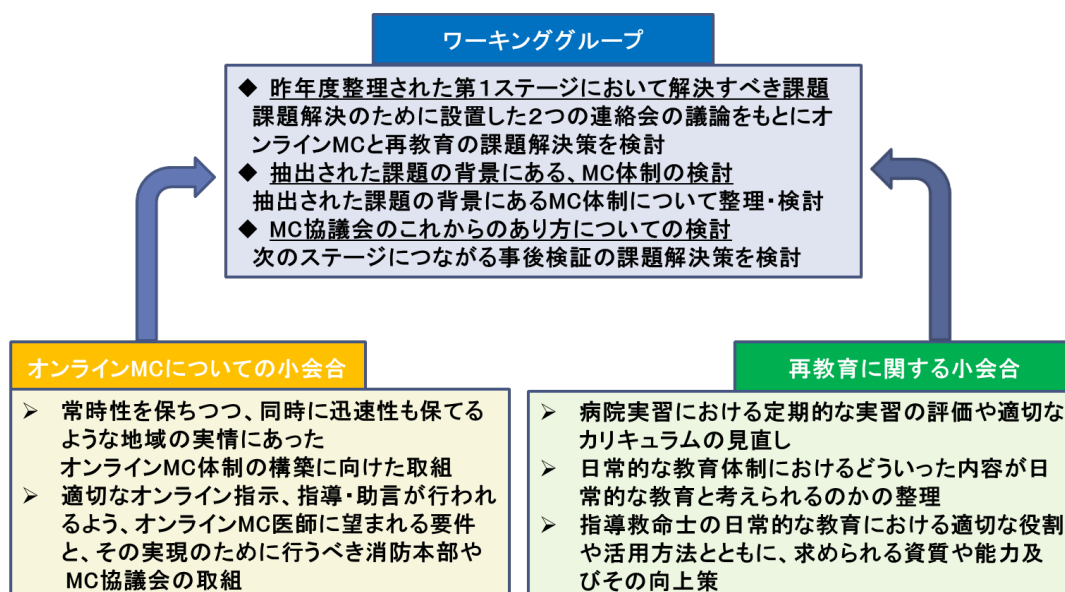 ワーキンググループ
◆ 昨年度整理された第1ステージにおいて解決すべき課題
課題解決のために設置した2つの連絡会の議論をもとにオ
ンラインMCと再教育の課題解決策を検討
◆ 抽出された課題の背景にある、MC体制の検討
抽出された課題の背景にあるMC体制について整理・検討
◆ MC協議会のこれからのあり方についての検討
次のステージにつながる事後検証の課題解決策を検討
オンラインMCについての小会合
➢ 常時性を保ちつつ、同時に迅速性も保てる
ような地域の実情にあった
オンラインMC体制の構築に向けた取組
➢ 適切なオンライン指示、指導・助言が行われ
るよう、オンラインMC医師に望まれる要件
と、その実現のために行うべき消防本部や
MC協議会の取組
再教育に関する小会合
➢ 病院実習における定期的な実習の評価や適切な
カリキュラムの見直し
➢ 日常的な教育体制におけるどういった内容が日
常的な教育と考えられるのかの整理
➢ 指導救命士の日常的な教育における適切な役割
や活用方法とともに、求められる資質や能力及
びその向上策